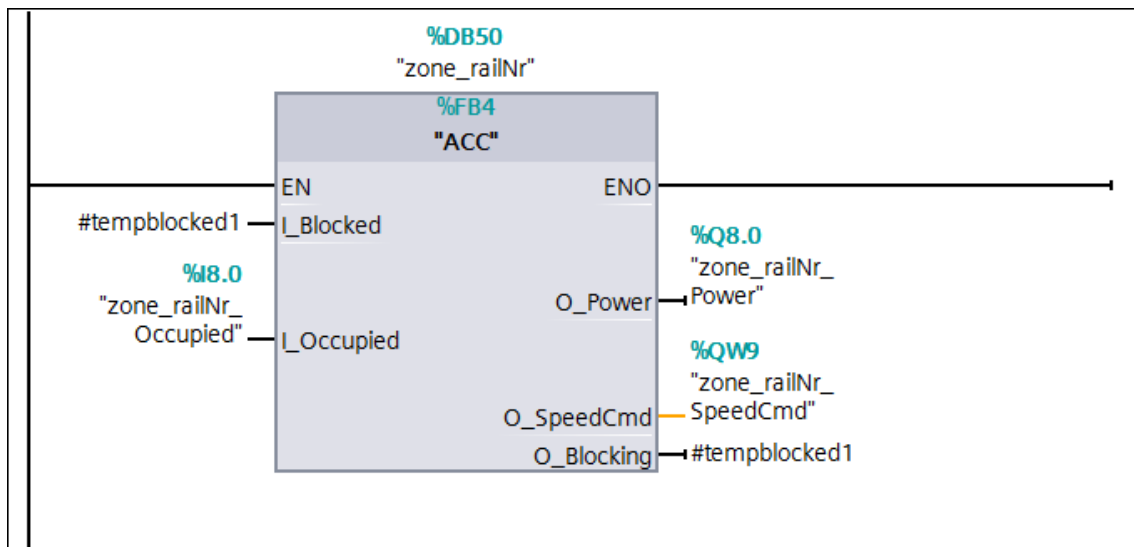 %DB50
"zone_railNr"
%FB4
"ACC"
EN
ENO
#tempblocked1
I_Blocked
%I8.0
"zone_railNr_
Occupied"
I_Occupied
%Q8.0
"zone_railNr_
Power"
O_Power
%QW9
"zone_railNr_
SpeedCmd"
O_SpeedCmd
O_Blocking
#tempblocked1